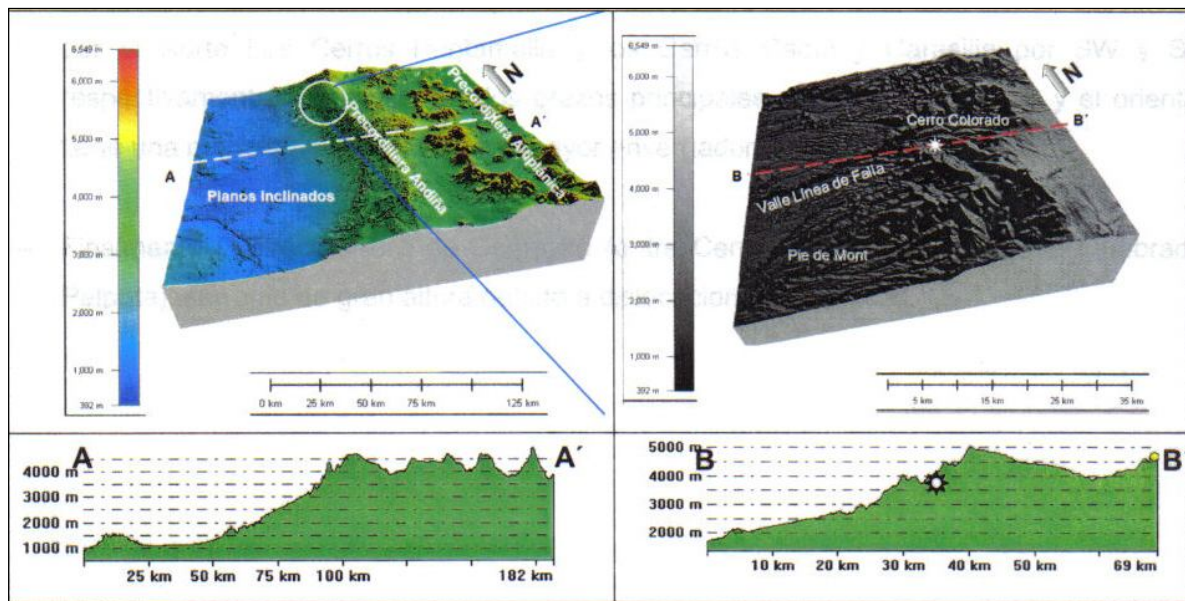 6,549 m
6,000 m
5,000 m
4,000 m
3,000 m
2,000 m
1,000 m
392 m
N
A
A´
Planos Inclinados
Precordillera Andiña
Precordillera Altiplánica
0 km 25 km 50 km 75 km 125 km
6,549 m
6,000 m
5,000 m
4,000 m
3,000 m
2,000 m
1,000 m
392 m
N
Cerro Colorado
B
B´
Valle Línea de Falla
Pie de Mont
5 km 15 km 25 km 35 km
A
A´
4000 m
3000 m
2000 m
1000 m
25 km 50 km 75 km 100 km 182 km
B
B
5000 m
4000 m
3000 m
2000 m
10 km 20 km 30 km 40 km 50 km 69 km